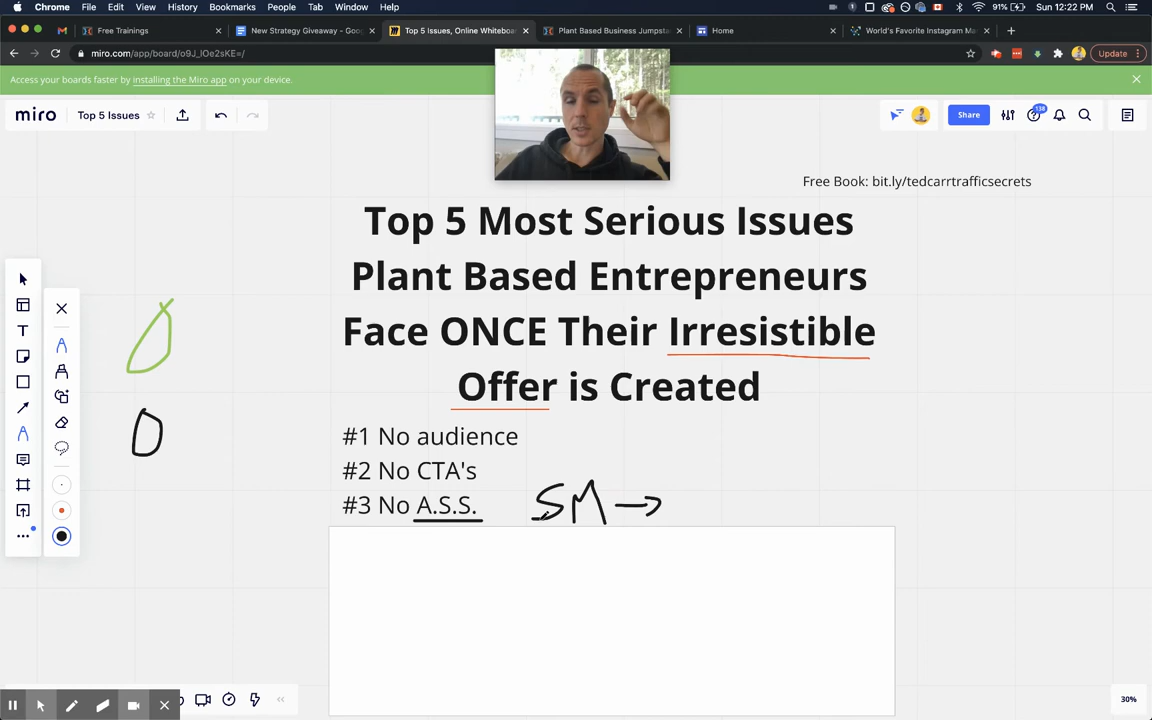 Chrome File Edit View History Bookmarks People Tab Window Help 91% Sun 12:22 PM
Free Trainings New Strategy Giveaway - Goo Top 5 Issues, Online Whiteboa Plant Based Business Jumpsta Home World's Favorite Instagram Ma
miro.com/app/board/o9J_lOe2sKE=/ Update
Access your boards faster by installing the Miro app on your device.
miro Top 5 Issues Share 138
Free Book: bit.ly/tedcarrtrafficsecrets
Top 5 Most Serious Issues
Plant Based Entrepreneurs
Face ONCE Their Irresistible
Offer is Created
#1 No audience
#2 No CTA's
#3 No A.S.S. SM →
30%